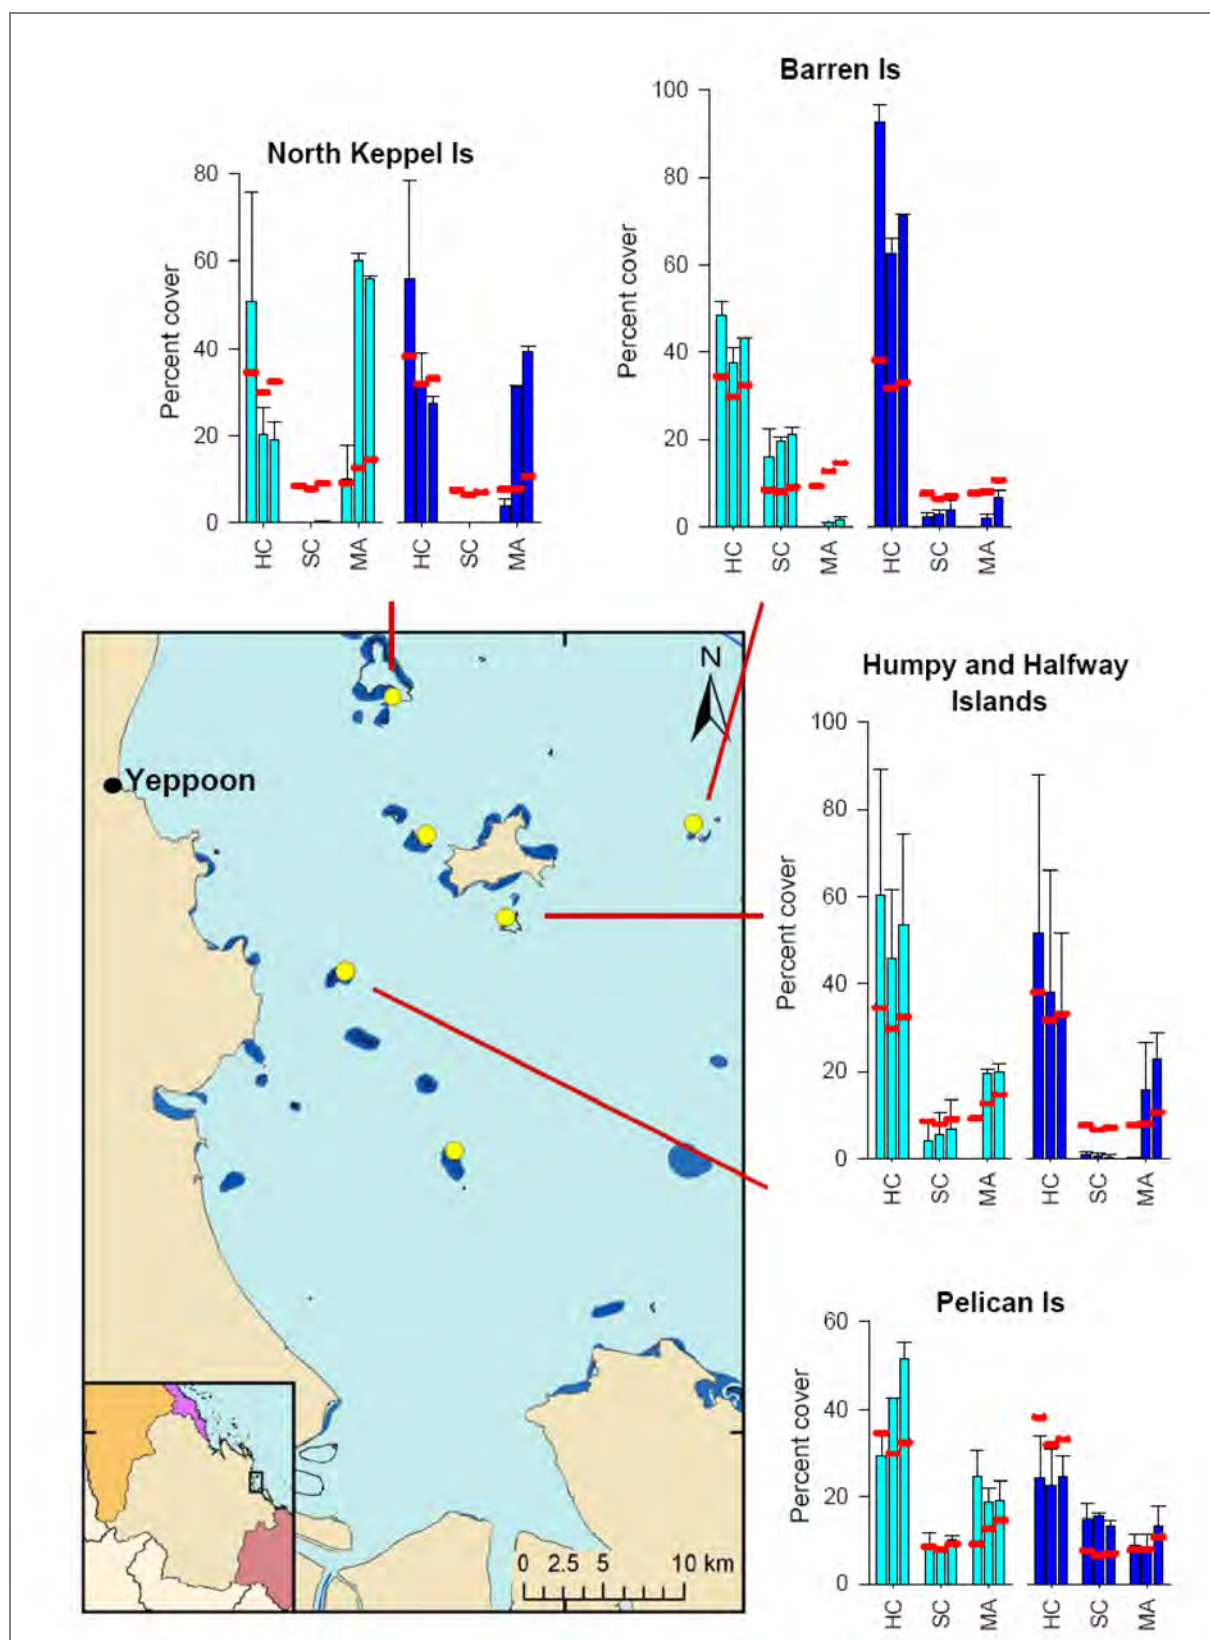 Barren Is
100
80
60
40
20
0
Percent cover
HC
SC
MA
HC
SC
MA
North Keppel Is
80
60
40
20
0
Percent cover
HC
SC
MA
HC
SC
MA
N
Yeppoon
0 2.5 5 10 km
Humpy and Halfway
Islands
100
80
60
40
20
0
Percent cover
HC
SC
MA
HC
SC
MA
Pelican Is
60
40
20
0
Percent cover
HC
SC
MA
HC
SC
MA